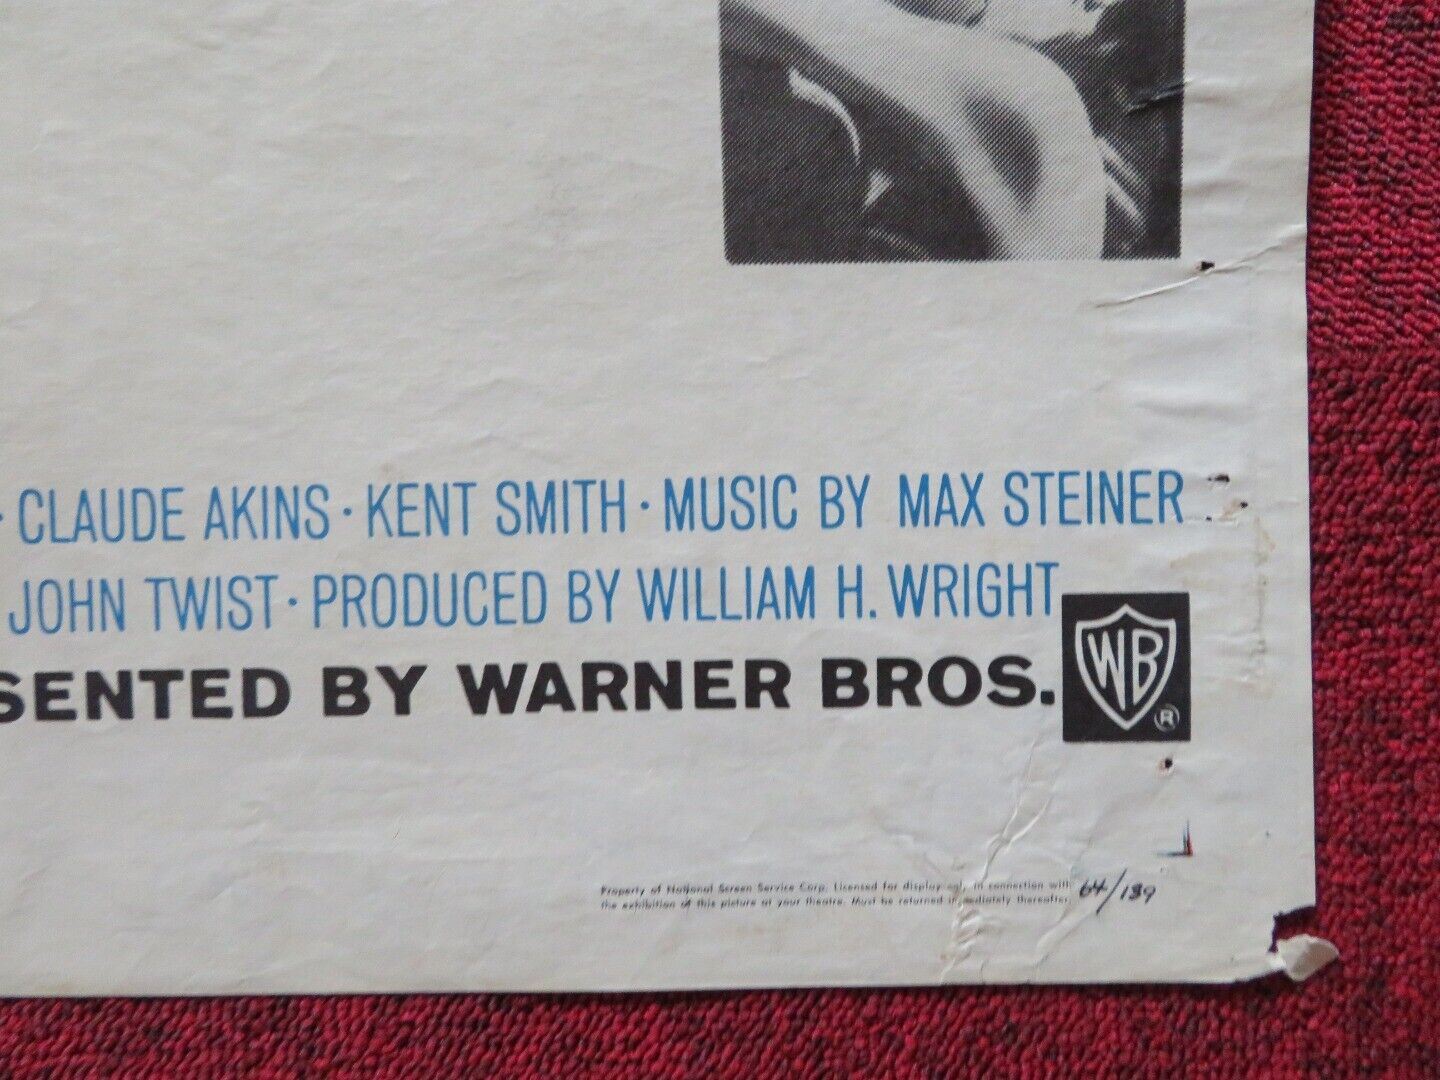 · CLAUDE AKINS · KENT SMITH · MUSIC BY MAX STEINER
JOHN TWIST · PRODUCED BY WILLIAM H. WRIGHT
SENTED BY WARNER BROS.
WB
®
Property of National Screen Service Corp. Licensed for display only in connection with
the exhibition of this picture at your theatre. Must be returned immediately thereafter.
64/139